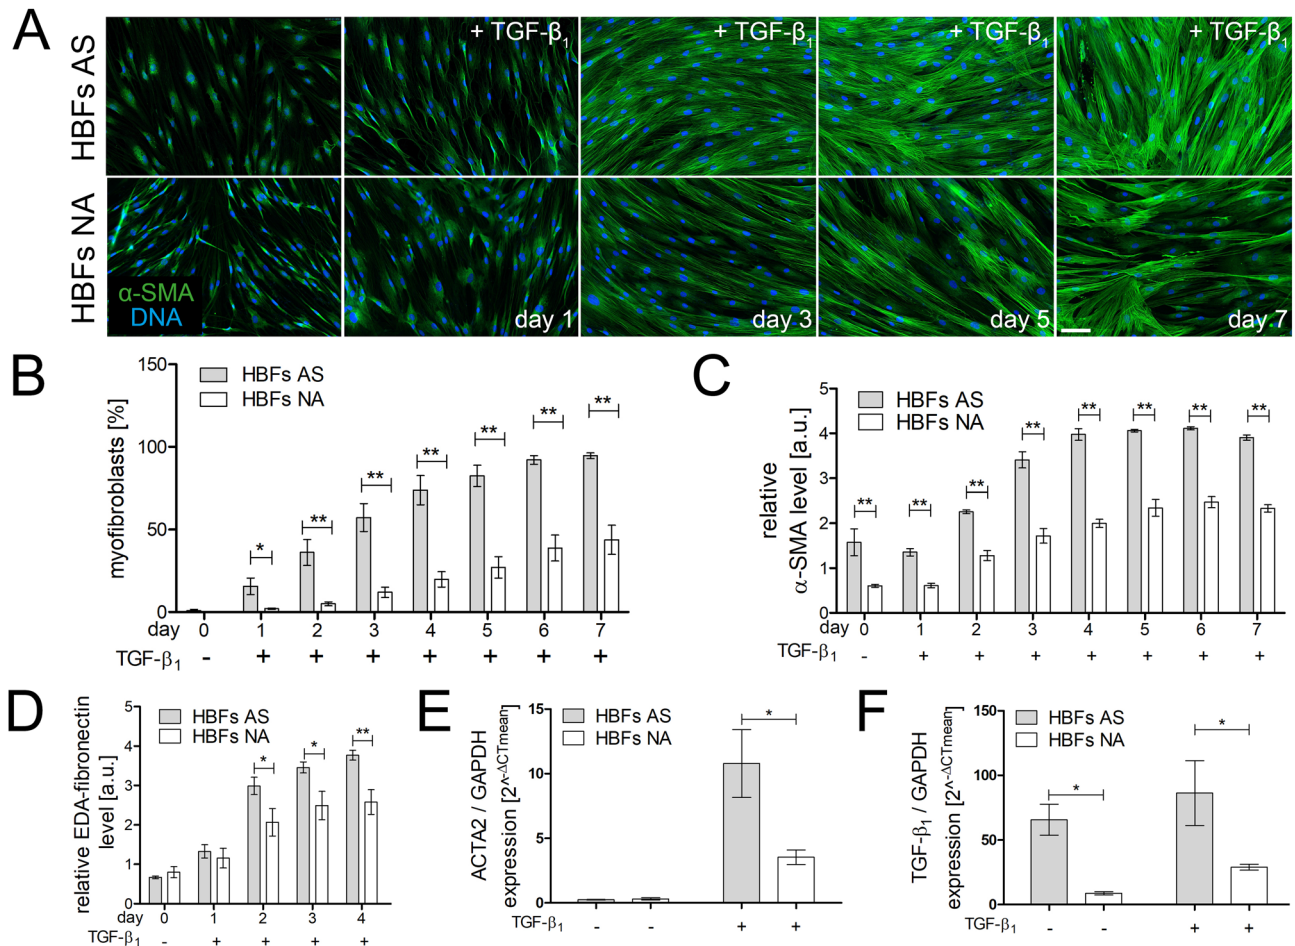 A
HBFs AS
+ TGF-β1
+ TGF-β1
+ TGF-β1
+ TGF-β1
HBFs NA
α-SMA
DNA
day 1
day 3
day 5
day 7
B
myofibroblasts [%]
150
100
50
0
HBFs AS
HBFs NA
*
**
**
**
**
**
**
day 0 1 2 3 4 5 6 7
TGF-β1 - + + + + + + +
C
relative
α-SMA level [a.u.]
5
4
3
2
1
0
HBFs AS
HBFs NA
**
**
**
**
**
**
**
**
day 0 1 2 3 4 5 6 7
TGF-β1 - + + + + + + +
D
relative EDA-fibronectin
level [a.u.]
5
4
3
2
1
0
HBFs AS
HBFs NA
*
*
**
day 0 1 2 3 4
TGF-β1 - + + + +
E
ACTA2 / GAPDH
expression [2^-ΔCTmean]
15
10
5
0
HBFs AS
HBFs NA
*
TGF-β1 - - + +
F
TGF-β1 / GAPDH
expression [2^-ΔCTmean]
150
100
50
0
HBFs AS
HBFs NA
*
*
TGF-β1 - - + +